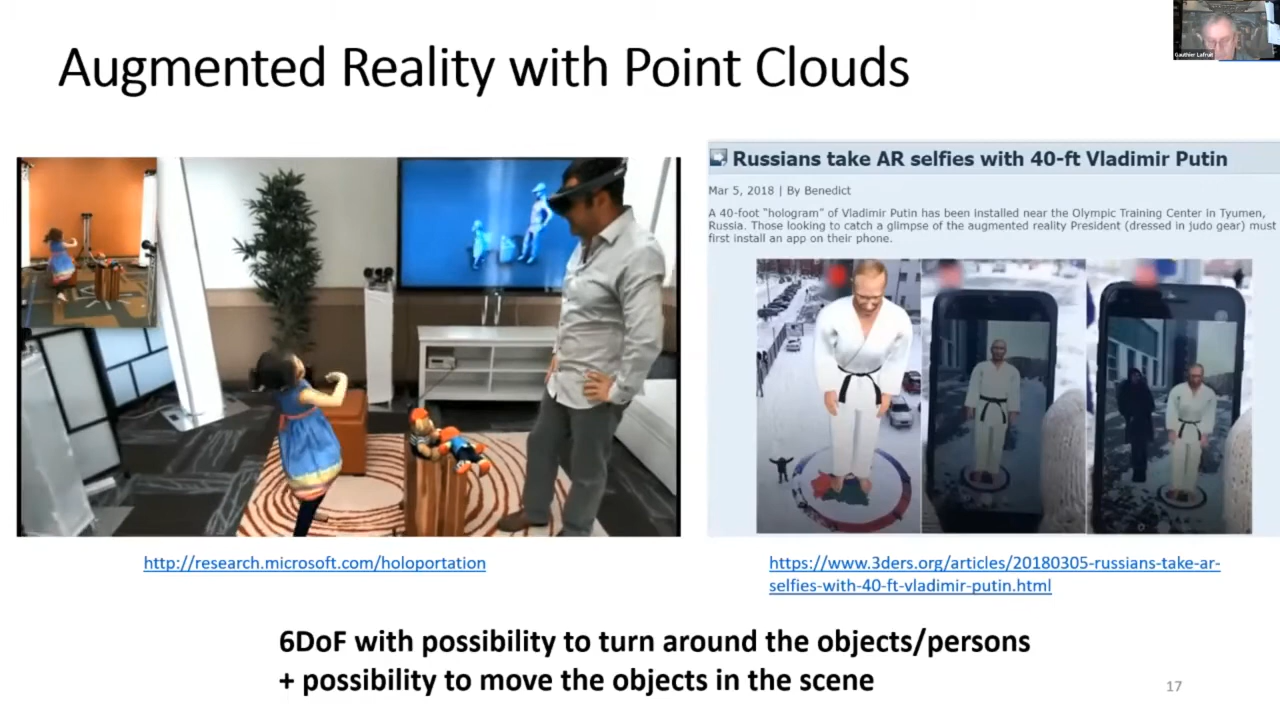 Augmented Reality with Point Clouds
Gauthier Lafruit
Russians take AR selfies with 40-ft Vladimir Putin
Mar 5, 2018 | By Benedict
A 40-foot "hologram" of Vladimir Putin has been installed near the Olympic Training Center in Tyumen,
Russia. Those looking to catch a glimpse of the augmented reality President (dressed in judo gear) must
first install an app on their phone.
http://research.microsoft.com/holoportation
https://www.3ders.org/articles/20180305-russians-take-ar-
selfies-with-40-ft-vladimir-putin.html
6DoF with possibility to turn around the objects/persons
+ possibility to move the objects in the scene
17